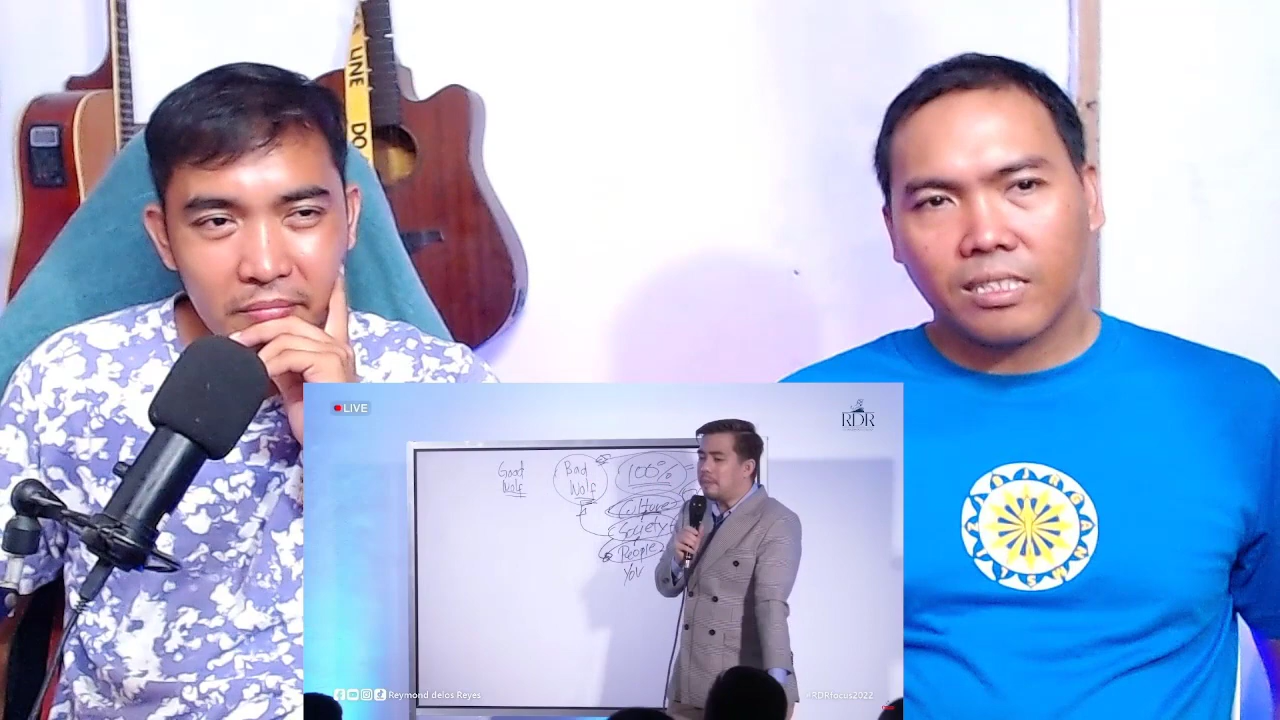 LINE
DO
LIVE
RDR
Good
Wolf
Bad
Wolf
100%
Culture
Society
People
You
Reymond delos Reyes
#RDRfocus2022